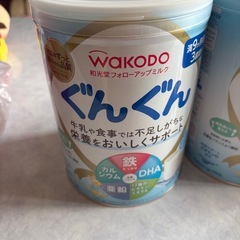 WAKODO
和光堂フォローアップミルク
ぐんぐん
牛乳や食事では不足しがちな
栄養をおいしくサポート
鉄
カル
シウム
DHA
亜鉛